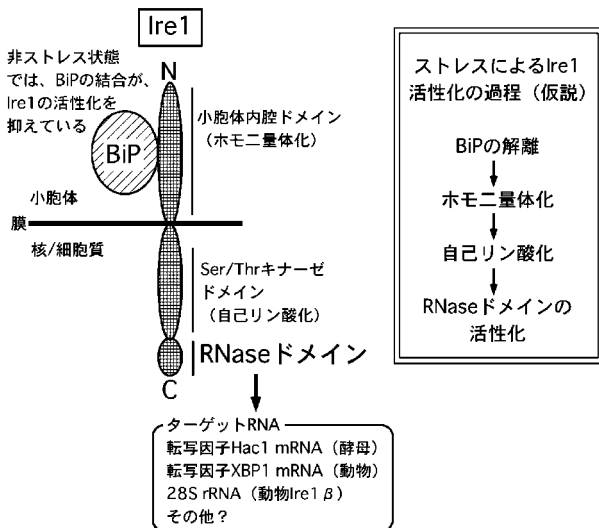 Ire1
非ストレス状態
では、BiPの結合が、
Ire1の活性化を
抑えている
N
BiP
小胞体内腔ドメイン
（ホモ二量体化）
小胞体
膜
核/細胞質
Ser/Thrキナーゼ
ドメイン
（自己リン酸化）
RNaseドメイン
C
ターゲットRNA
転写因子Hac1 mRNA（酵母）
転写因子XBP1 mRNA（動物）
28S rRNA（動物Ire1β）
その他？
ストレスによるIre1
活性化の過程（仮説）
BiPの解離
ホモ二量体化
自己リン酸化
RNaseドメインの
活性化